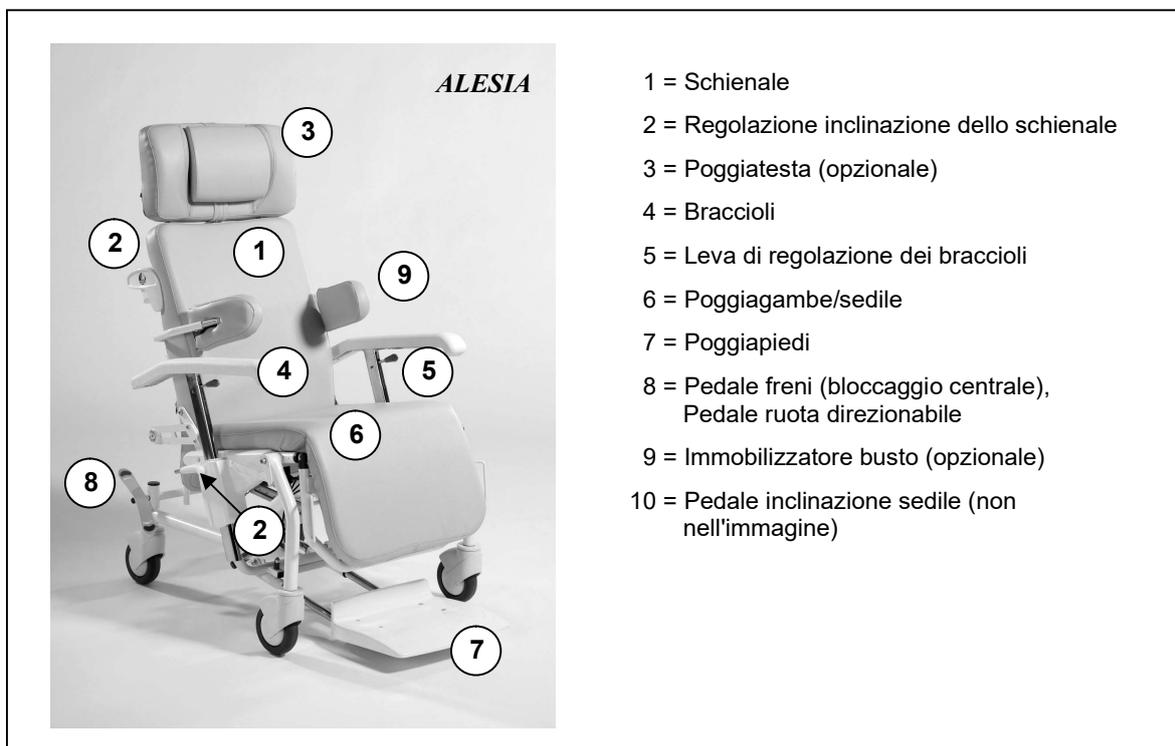 ALESIA
3
2
1
9
4
5
6
8
2
7
1 = Schienale
2 = Regolazione inclinazione dello schienale
3 = Poggiatesta (opzionale)
4 = Braccioli
5 = Leva di regolazione dei braccioli
6 = Poggiagambe/sedile
7 = Poggiapiedi
8 = Pedale freni (bloccaggio centrale),
Pedale ruota direzionabile
9 = Immobilizzatore busto (opzionale)
10 = Pedale inclinazione sedile (non
nell'immagine)